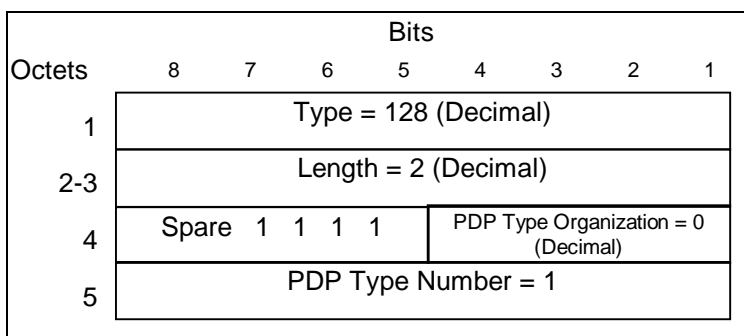 Bits
Octets 8 7 6 5 4 3 2 1
1 Type = 128 (Decimal)
2-3 Length = 2 (Decimal)
4 Spare 1 1 1 1 PDP Type Organization = 0
(Decimal)
5 PDP Type Number = 1